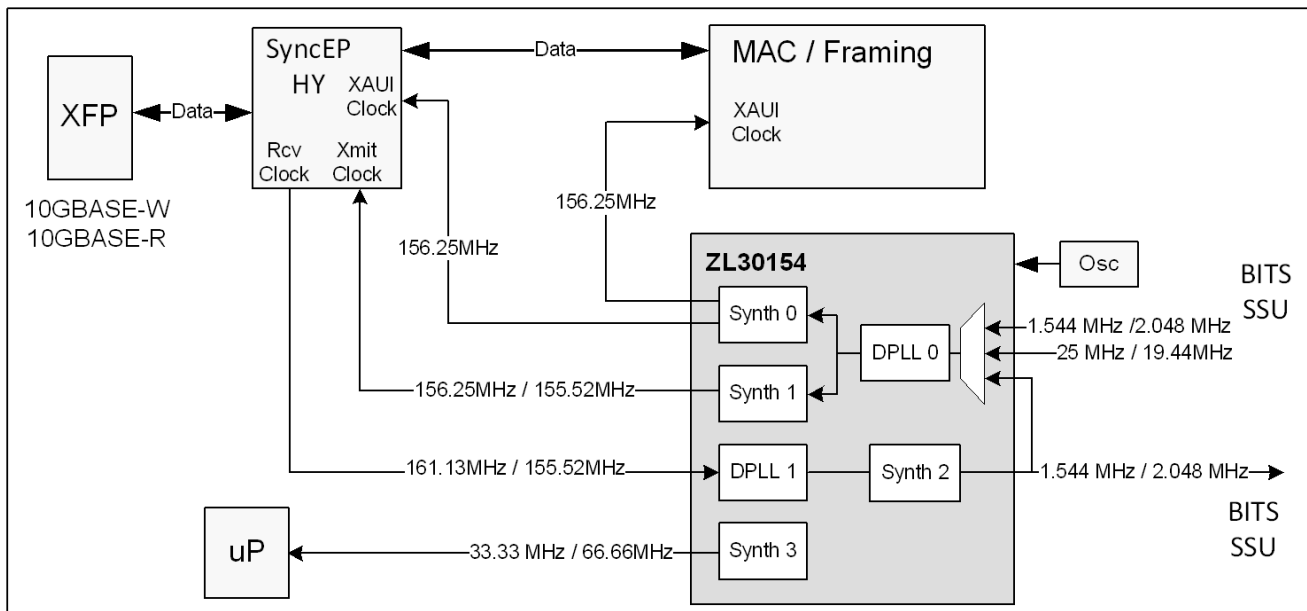 SyncEP
HY
XAUI
Clock
Rcv
Clock
Xmit
Clock
Data
MAC / Framing
XAUI
Clock
XFP
Data
10GBASE-W
10GBASE-R
156.25MHz
156.25MHz
ZL30154
Osc
BITS
SSU
Synth 0
DPLL 0
1.544 MHz /2.048 MHz
25 MHz / 19.44MHz
156.25MHz / 155.52MHz
Synth 1
161.13MHz / 155.52MHz
DPLL 1
Synth 2
1.544 MHz / 2.048 MHz
BITS
SSU
uP
33.33 MHz / 66.66MHz
Synth 3